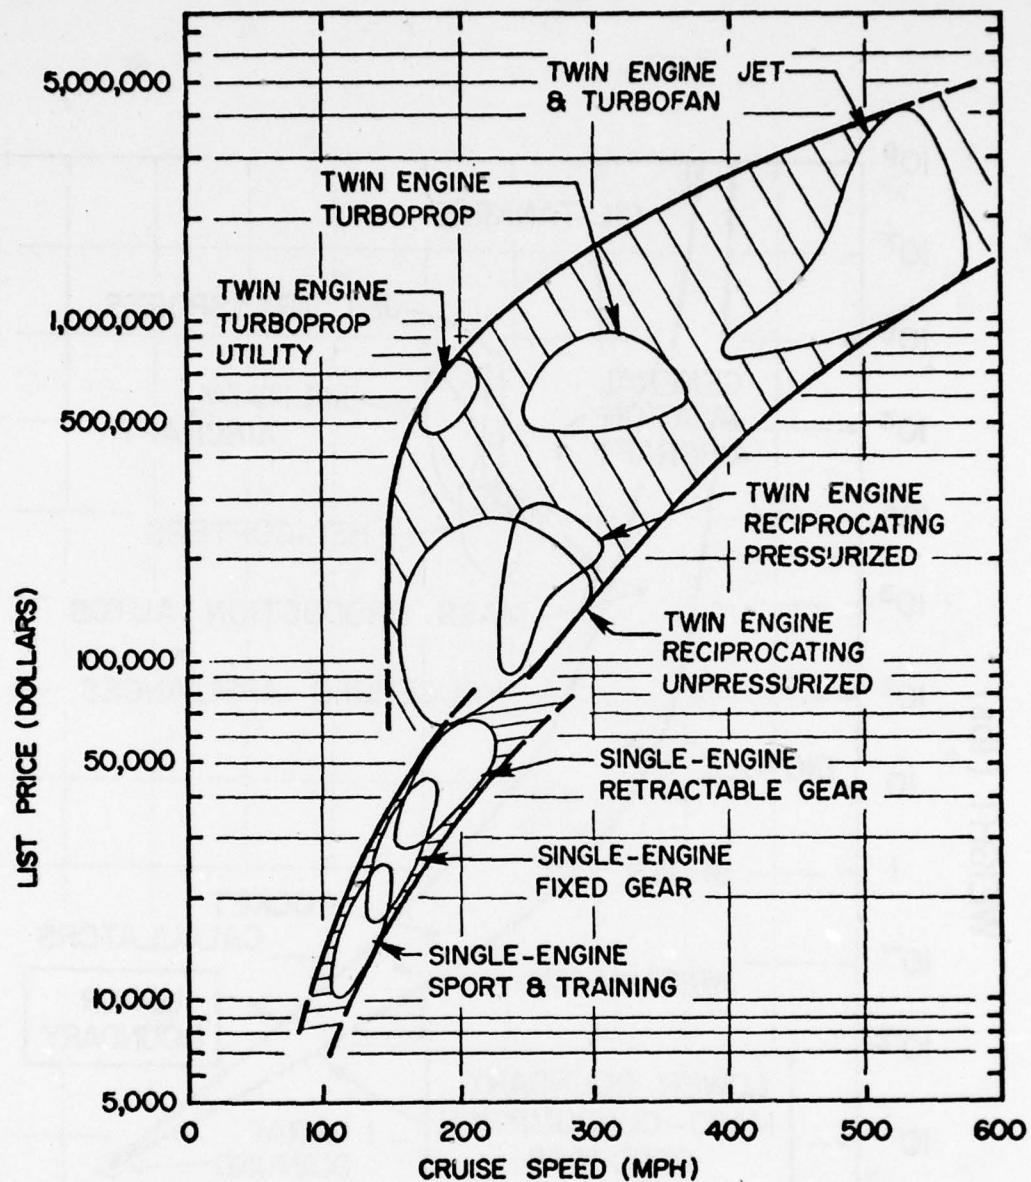 5,000,000
TWIN ENGINE JET
& TURBOFAN
TWIN ENGINE
TURBOPROP
TWIN ENGINE
TURBOPROP
UTILITY
1,000,000
500,000
TWIN ENGINE
RECIPROCATING
PRESSURIZED
TWIN ENGINE
RECIPROCATING
UNPRESSURIZED
100,000
50,000
SINGLE-ENGINE
RETRACTABLE GEAR
SINGLE-ENGINE
FIXED GEAR
SINGLE-ENGINE
SPORT & TRAINING
10,000
5,000
LIST PRICE (DOLLARS)
0 100 200 300 400 500 600
CRUISE SPEED (MPH)